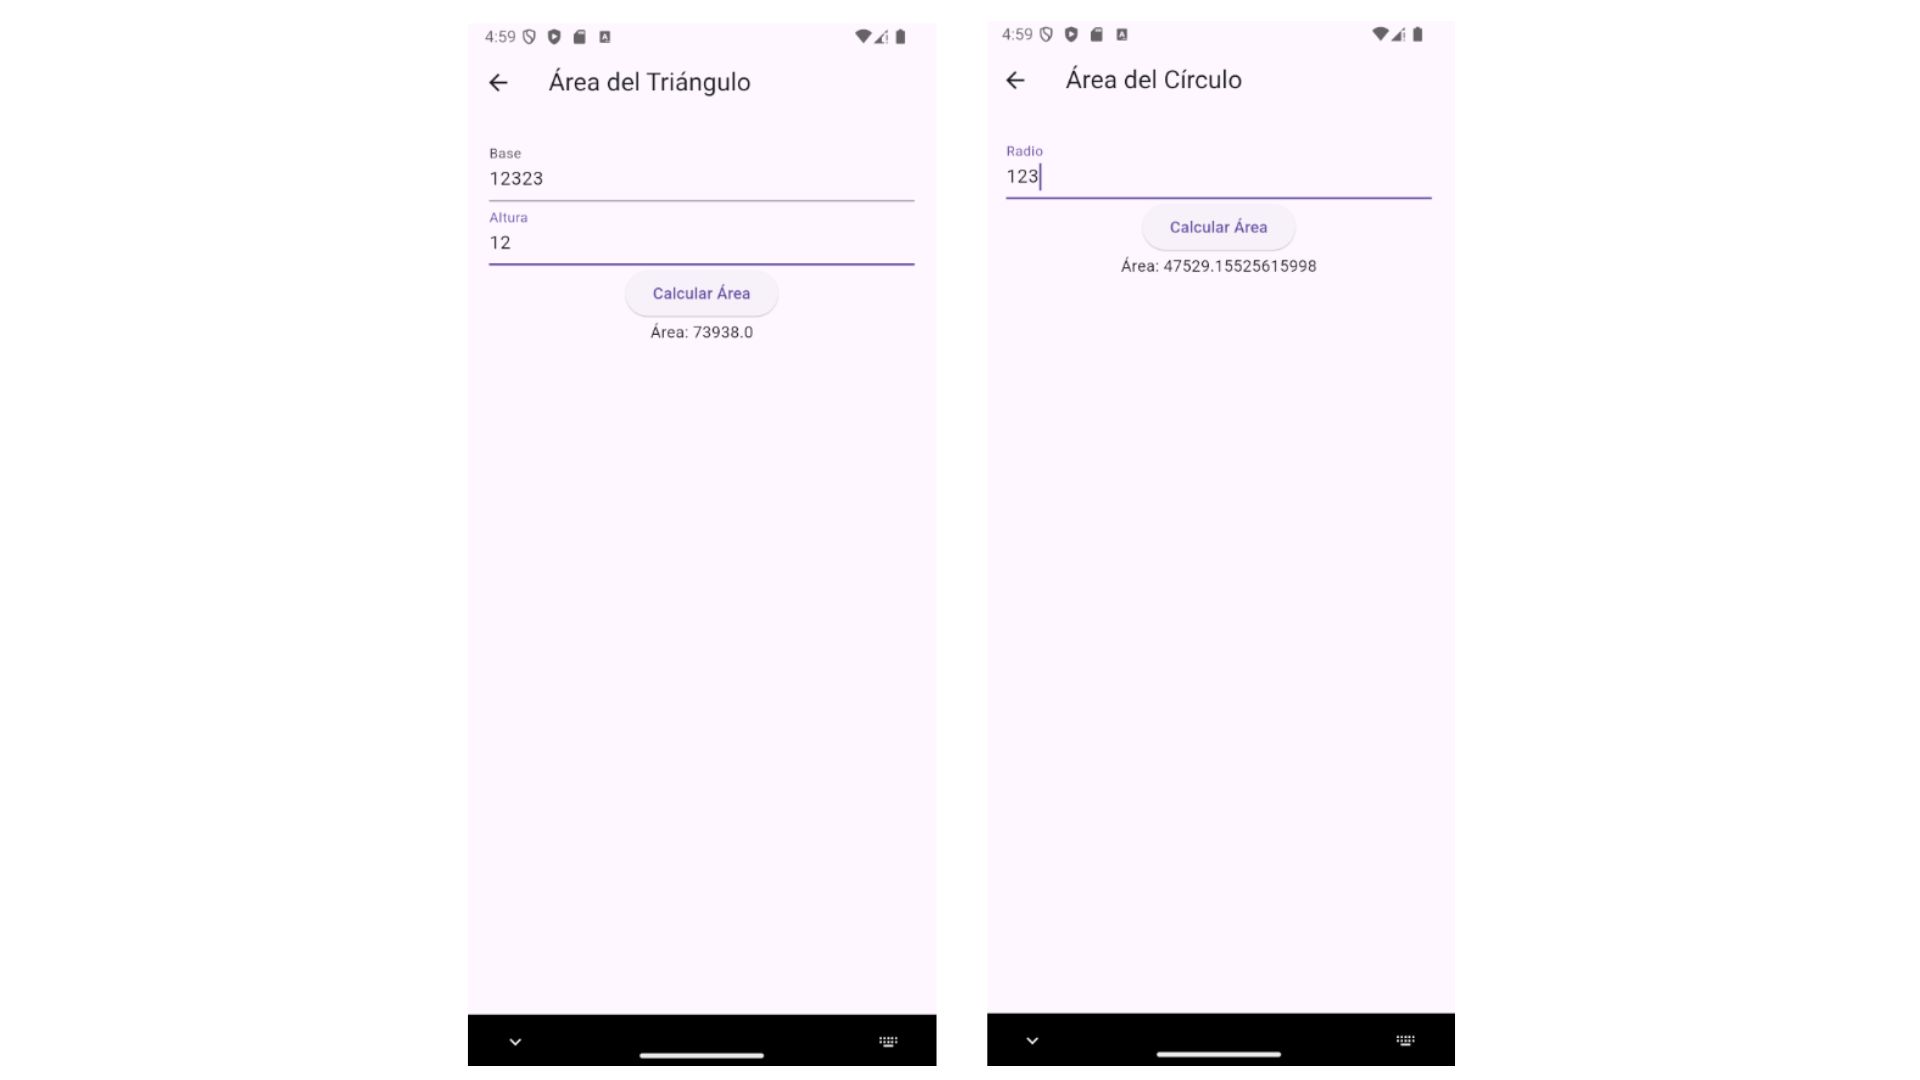 4:59
Área del Triángulo
Base
12323
Altura
12
Calcular Área
Área: 73938.0
4:59
Área del Círculo
Radio
123
Calcular Área
Área: 47529.15525615998